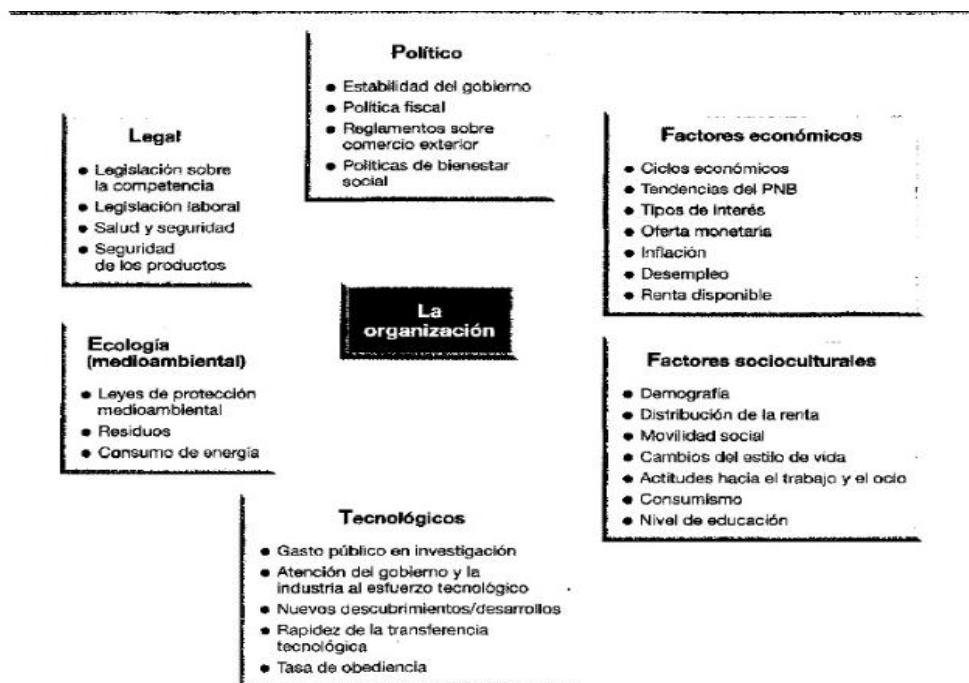 Político
● Estabilidad del gobierno
● Política fiscal
● Reglamentos sobre
comercio exterior
● Políticas de bienestar
social
Legal
● Legislación sobre
la competencia
● Legislación laboral
● Salud y seguridad
● Seguridad
de los productos
Factores económicos
● Ciclos económicos
● Tendencias del PNB
● Tipos de interés
● Oferta monetaria
● Inflación
● Desempleo
● Renta disponible
La
organización
Ecología
(medioambiental)
● Leyes de protección
medioambiental
● Residuos
● Consumo de energía
Factores socioculturales
● Demografía
● Distribución de la renta
● Movilidad social
● Cambios del estilo de vida
● Actitudes hacia el trabajo y el ocio
● Consumismo
● Nivel de educación
Tecnológicos
● Gasto público en investigación
● Atención del gobierno y la
industria al esfuerzo tecnológico
● Nuevos descubrimientos/desarrollos
● Rapidez de la transferencia
tecnológica
● Tasa de obediencia